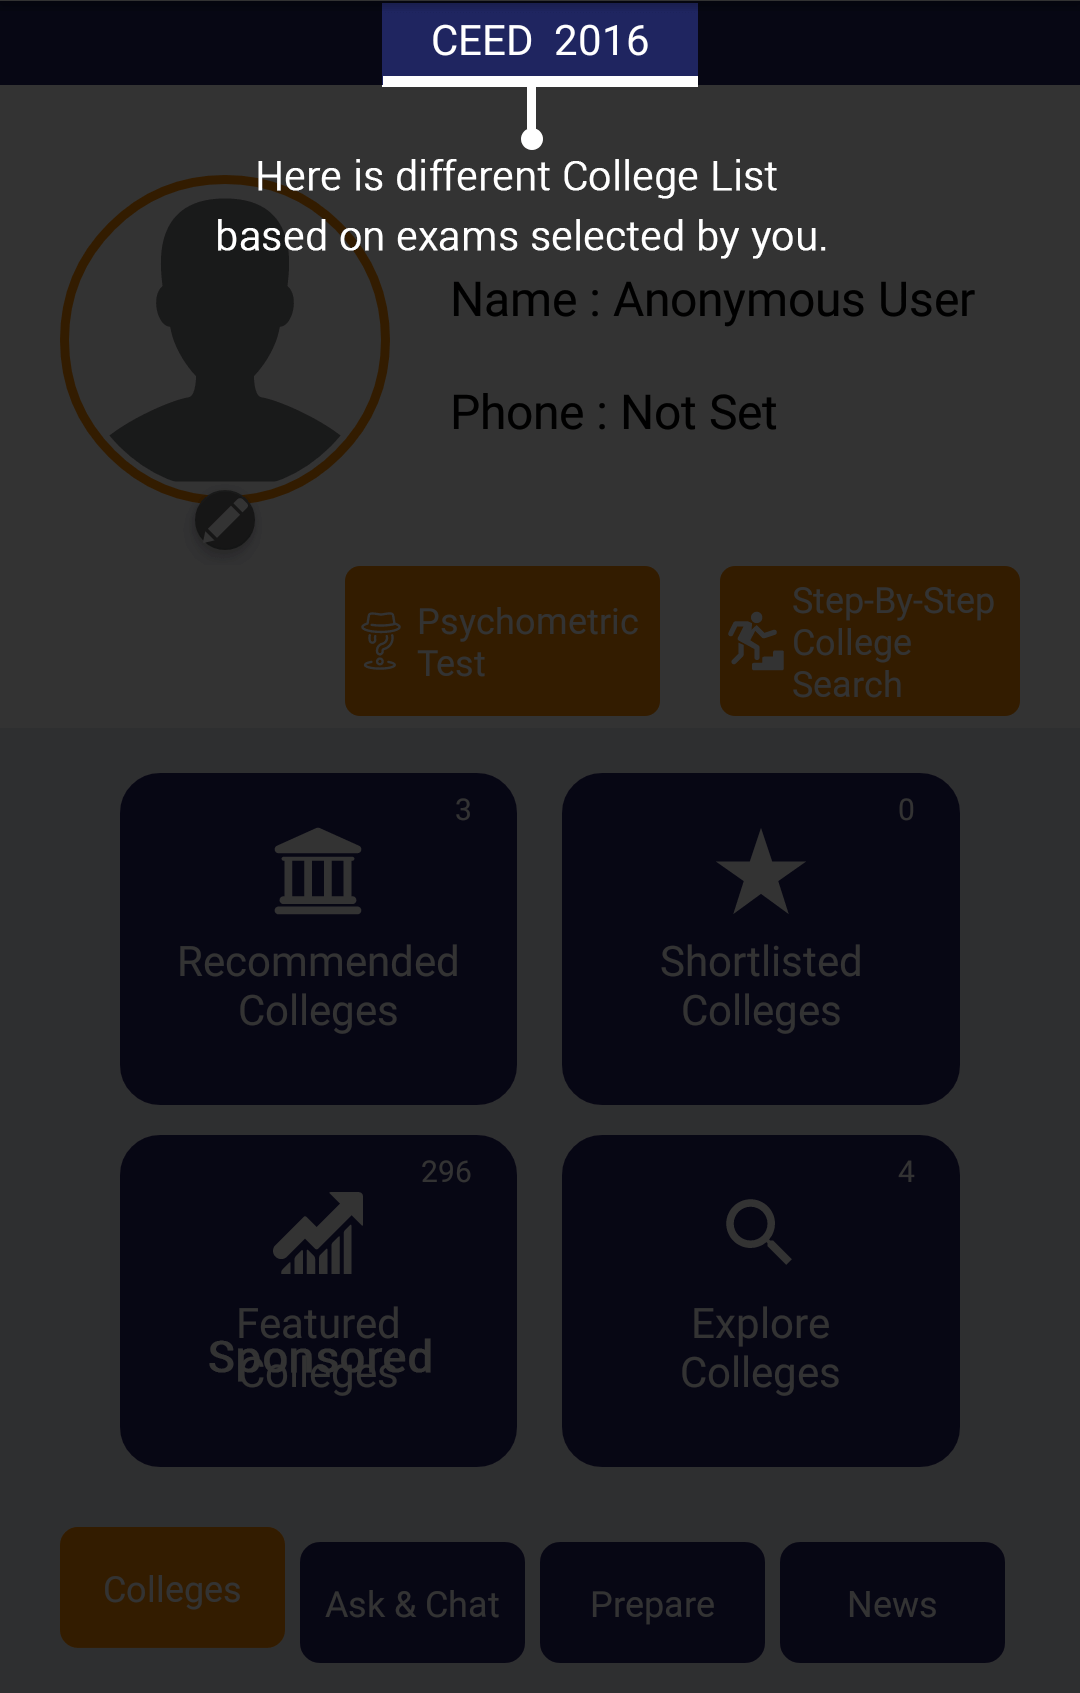 CEED 2016
Here is different College List
based on exams selected by you.
Name : Anonymous User
Phone : Not Set
Psychometric
Test
Step-By-Step
College
Search
3
Recommended
Colleges
0
Shortlisted
Colleges
296
Featured
Sponsored
Colleges
4
Explore
Colleges
Colleges
Ask & Chat
Prepare
News